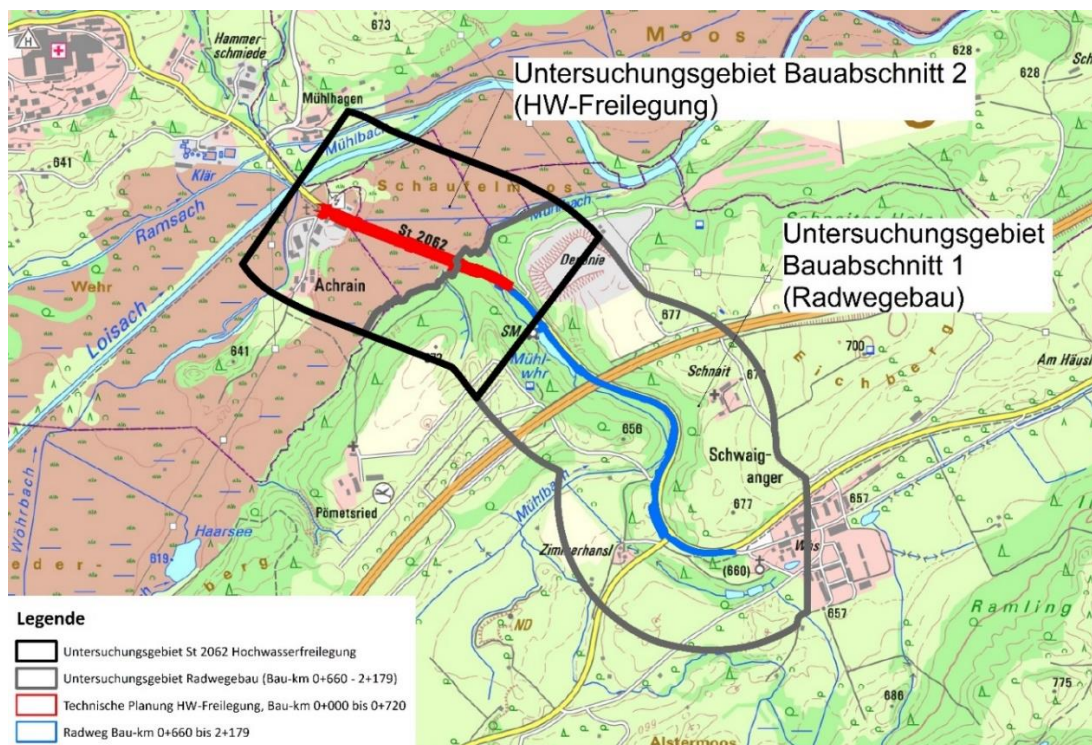 673
Hammer-
schmiede
H
Moos
628
628
Untersuchungsgebiet Bauabschnitt 2
(HW-Freilegung)
Mühlhagen
Mühlbach
641
Klär
Schaufelmoos
Mühlbach
Ramsach
St 2062
Deponie
Untersuchungsgebiet
Bauabschnitt 1
(Radwegebau)
Wehr
Loisach
Achrain
677
641
SM
700
Schnait
Eichberg
Am Häusl
656
Schwaig-
anger
Mühlbach
677
657
Wöhrbach
Pömetsried
Haarsee
619
Zimmerhansl
(660)
657
Ramling
ND
686
775
Alstermoos
Legende
Untersuchungsgebiet St 2062 Hochwasserfreilegung
Untersuchungsgebiet Radwegebau (Bau-km 0+660 - 2+179)
Technische Planung HW-Freilegung, Bau-km 0+000 bis 0+720
Radweg Bau-km 0+660 bis 2+179